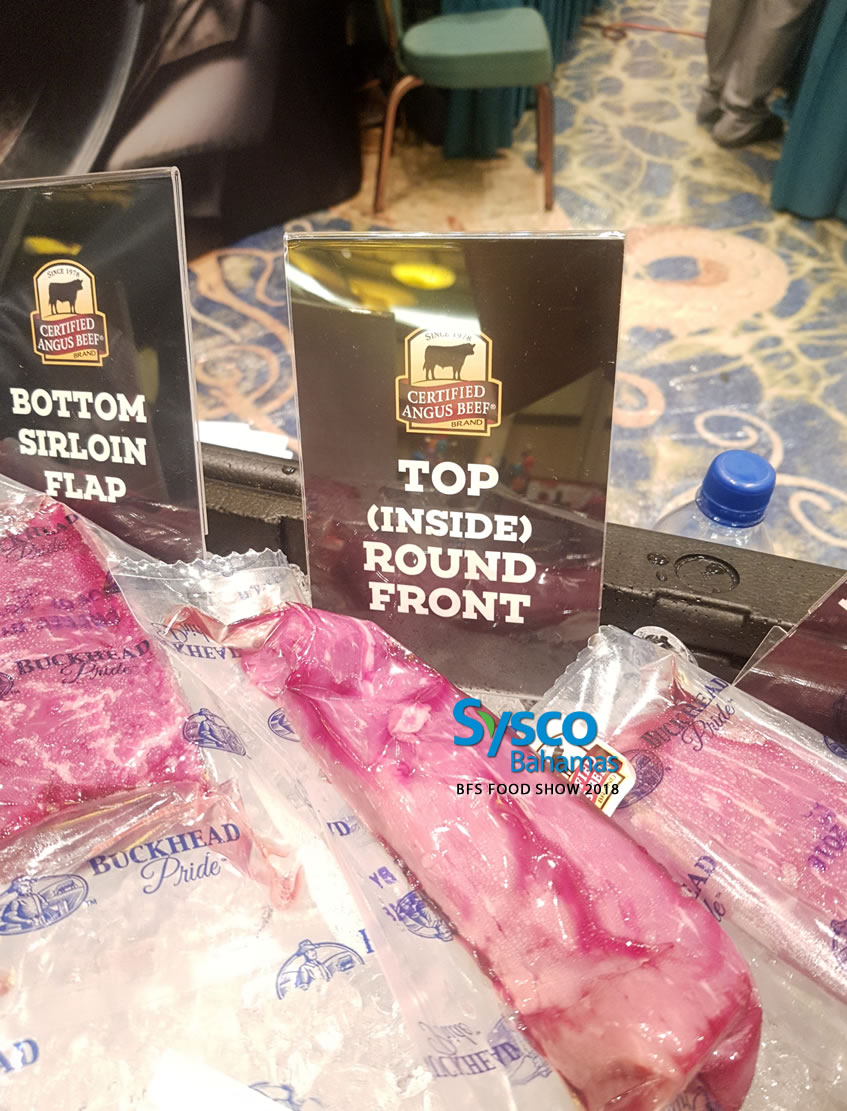 SINCE 1978
CERTIFIED
ANGUS BEEF®
BRAND
BOTTOM
SIRLOIN
FLAP
SINCE 1978
CERTIFIED
ANGUS BEEF®
BRAND
TOP
(INSIDE)
ROUND
FRONT
BUCKHEAD
Pride
BUCKHEAD
Pride™
BUCKHEAD
Pride
Sysco
Bahamas
BFS FOOD SHOW 2018